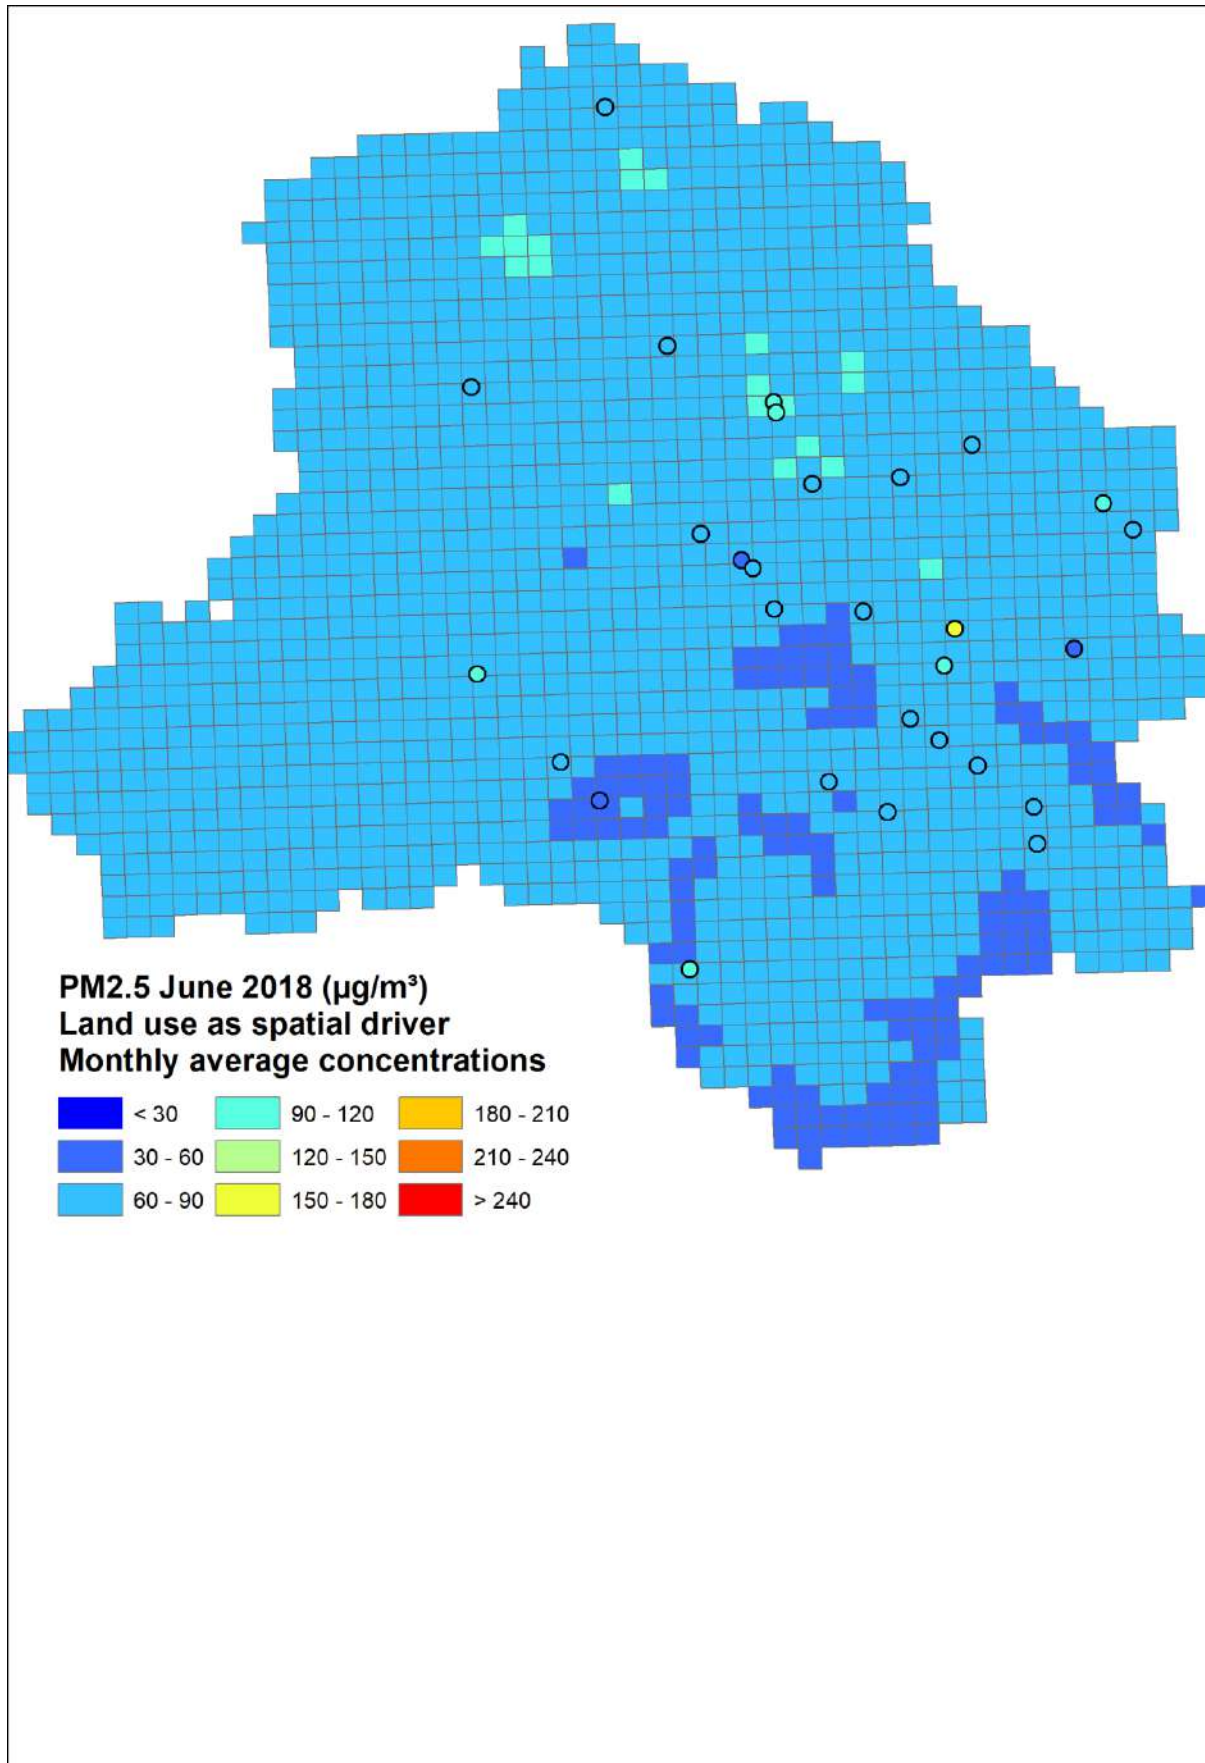 PM2.5 June 2018 (µg/m³)
Land use as spatial driver
Monthly average concentrations
< 30
90 - 120
180 - 210
30 - 60
120 - 150
210 - 240
60 - 90
150 - 180
> 240